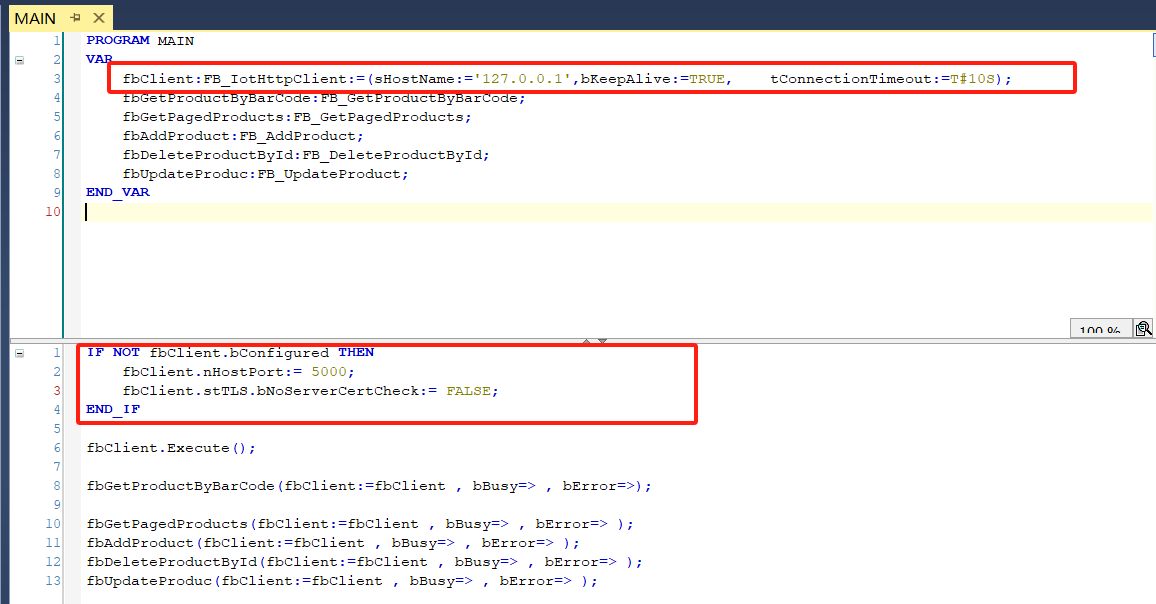 MAIN
1 PROGRAM MAIN
2 VAR
3 fbClient:FB_IotHttpClient:=(sHostName:='127.0.0.1',bKeepAlive:=TRUE, tConnectionTimeout:=T#10S);
4 fbGetProductByBarCode:FB_GetProductByBarCode;
5 fbGetPagedProducts:FB_GetPagedProducts;
6 fbAddProduct:FB_AddProduct;
7 fbDeleteProductById:FB_DeleteProductById;
8 fbUpdateProduc:FB_UpdateProduct;
9 END_VAR
10
100 %
1 IF NOT fbClient.bConfigured THEN
2 fbClient.nHostPort:= 5000;
3 fbClient.stTLS.bNoServerCertCheck:= FALSE;
4 END_IF
5
6 fbClient.Execute();
7
8 fbGetProductByBarCode(fbClient:=fbClient , bBusy=> , bError=>);
9
10 fbGetPagedProducts(fbClient:=fbClient , bBusy=> , bError=> );
11 fbAddProduct(fbClient:=fbClient , bBusy=> , bError=> );
12 fbDeleteProductById(fbClient:=fbClient , bBusy=> , bError=> );
13 fbUpdateProduc(fbClient:=fbClient , bBusy=> , bError=> );